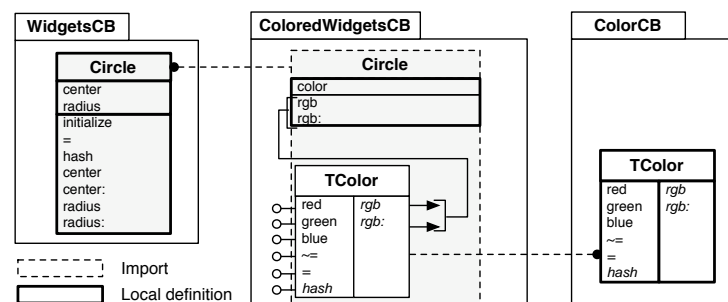 WidgetsCB
Circle
center
radius
initialize
=
hash
center
center:
radius
radius:
Import
Local definition
ColoredWidgetsCB
Circle
color
rgb
rgb:
TColor
red rgb
green rgb:
blue
~=
=
hash
ColorCB
TColor
red rgb
green rgb:
blue
~=
=
hash